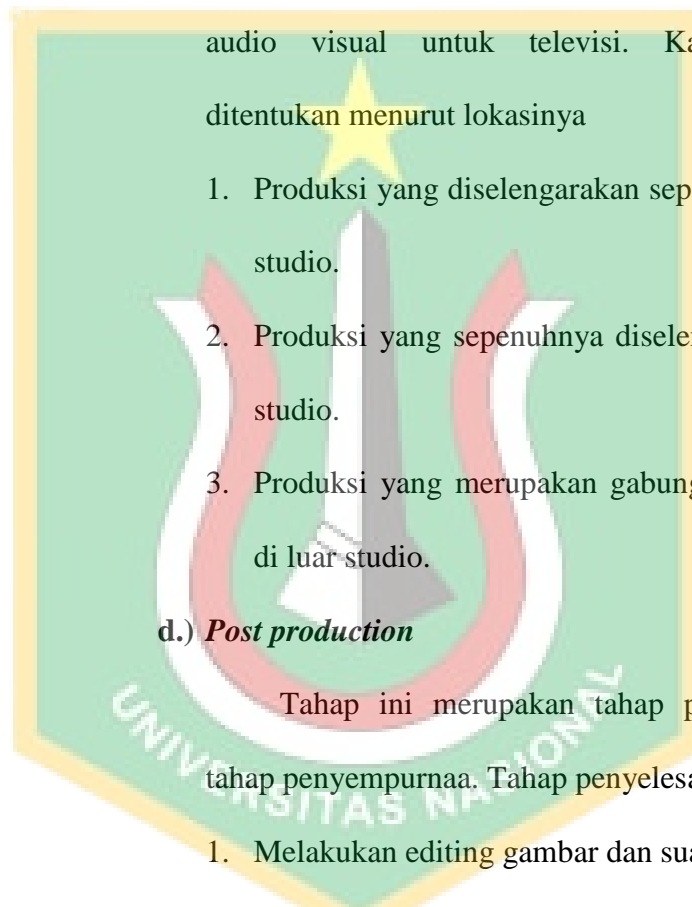 audio visual untuk televisi. Ka
ditentukan menurut lokasinya
1. Produksi yang diselengarakan sep
studio.
2. Produksi yang sepenuhnya diseler
studio.
3. Produksi yang merupakan gabung
di luar studio.
d.) Post production
Tahap ini merupakan tahap p
tahap penyempurnaa. Tahap penyelesa
1. Melakukan editing gambar dan sua
UNIVERSITAS NASIONAL